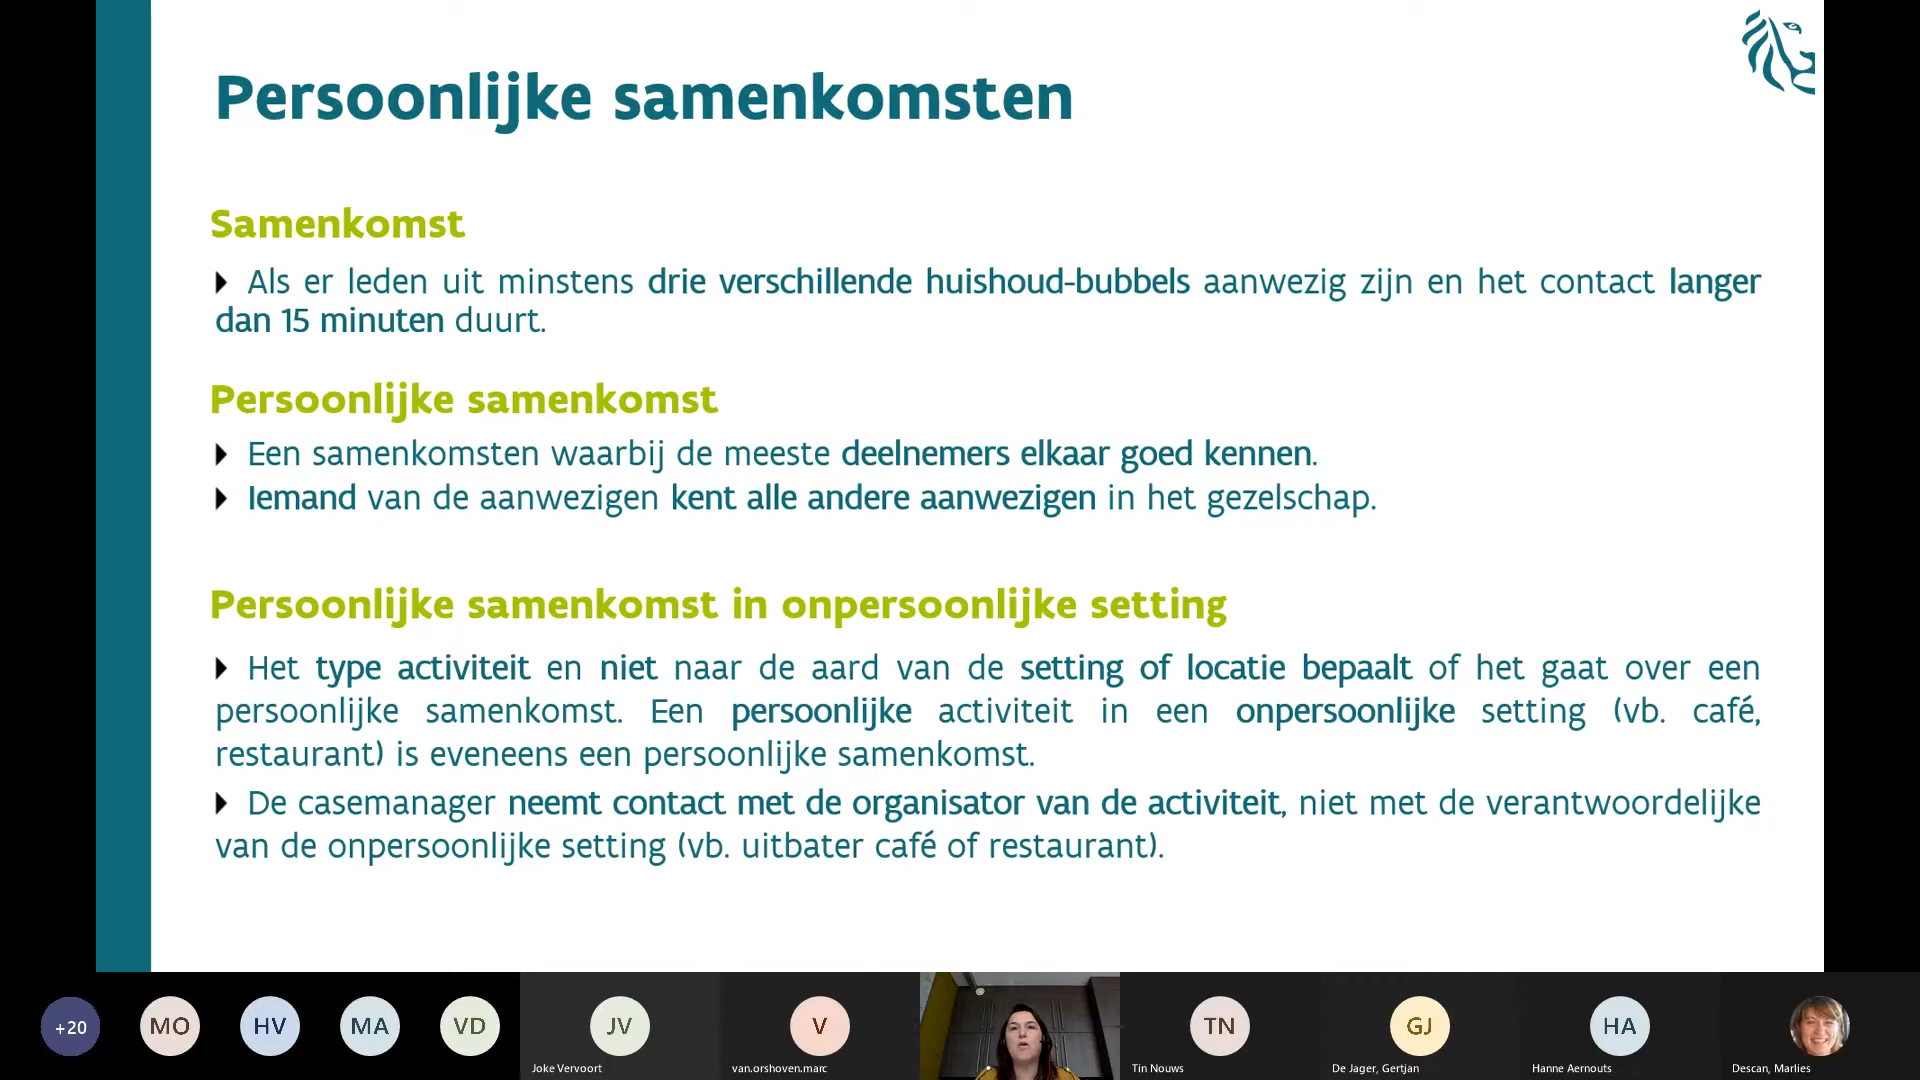 Persoonlijke samenkomsten
Samenkomst
Als er leden uit minstens drie verschillende huishoud-bubbels aanwezig zijn en het contact langer
dan 15 minuten duurt.
Persoonlijke samenkomst
Een samenkomsten waarbij de meeste deelnemers elkaar goed kennen.
Iemand van de aanwezigen kent alle andere aanwezigen in het gezelschap.
Persoonlijke samenkomst in onpersoonlijke setting
Het type activiteit en niet naar de aard van de setting of locatie bepaalt of het gaat over een
persoonlijke samenkomst. Een persoonlijke activiteit in een onpersoonlijke setting (vb. café,
restaurant) is eveneens een persoonlijke samenkomst.
De casemanager neemt contact met de organisator van de activiteit, niet met de verantwoordelijke
van de onpersoonlijke setting (vb. uitbater café of restaurant).
+20 MO HV MA VD JV V TN GJ HA
Joke Vervoort van.orshoven.marc Tin Nouws De Jager, Gertjan Hanne Aernouts Descan, Marlies